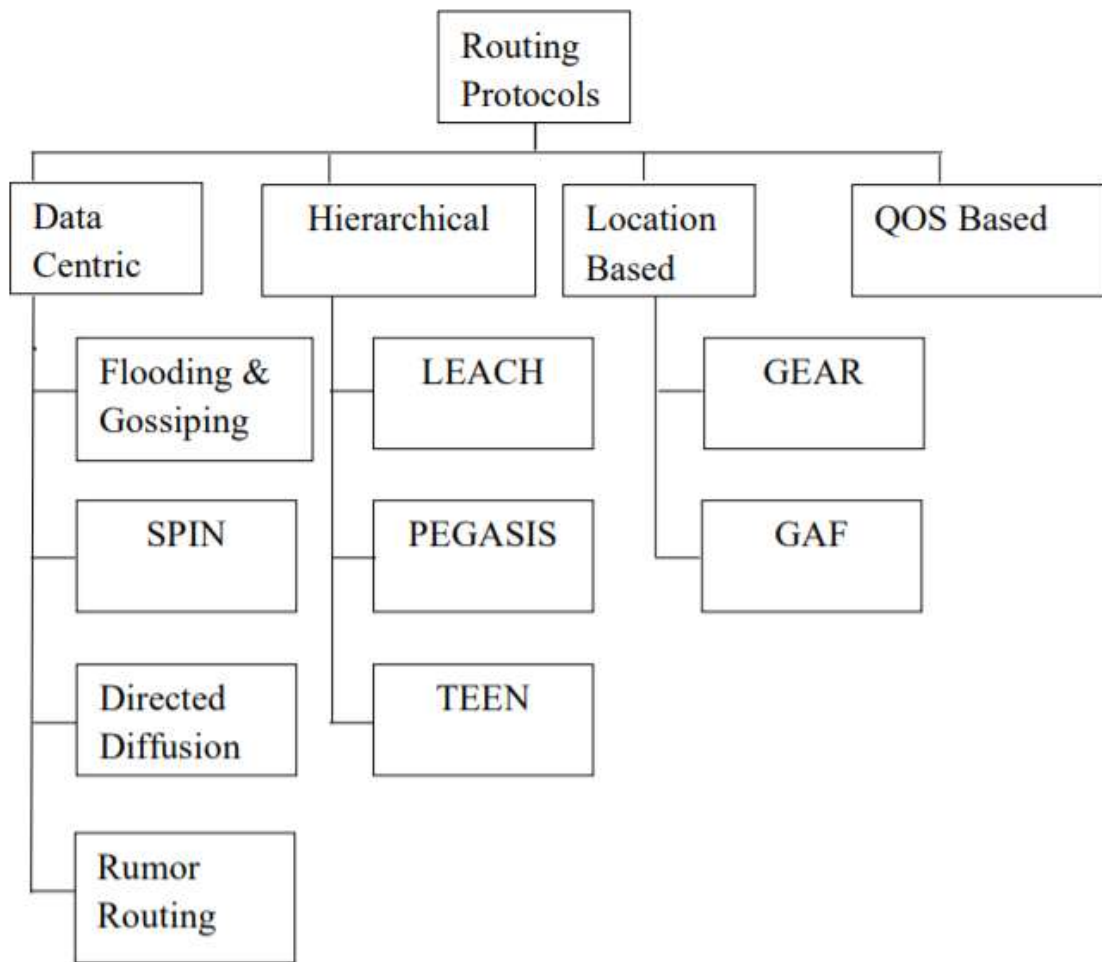 Routing
Protocols
Data
Centric
Hierarchical
Location
Based
QOS Based
Flooding &
Gossiping
LEACH
GEAR
SPIN
PEGASIS
GAF
Directed
Diffusion
TEEN
Rumor
Routing